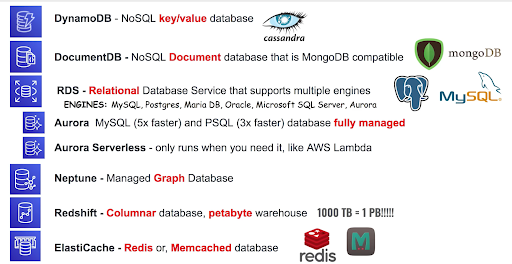 DynamoDB - NoSQL key/value database
cassandra
DocumentDB - NoSQL Document database that is MongoDB compatible
mongoDB
RDS - Relational Database Service that supports multiple engines
ENGINES: MySQL, Postgres, Maria DB, Oracle, Microsoft SQL Server, Aurora
MySQL
Aurora MySQL (5x faster) and PSQL (3x faster) database fully managed
Aurora Serverless - only runs when you need it, like AWS Lambda
Neptune - Managed Graph Database
Redshift - Columnar database, petabyte warehouse 1000 TB = 1 PB!!!!!
ElastiCache - Redis or, Memcached database
redis